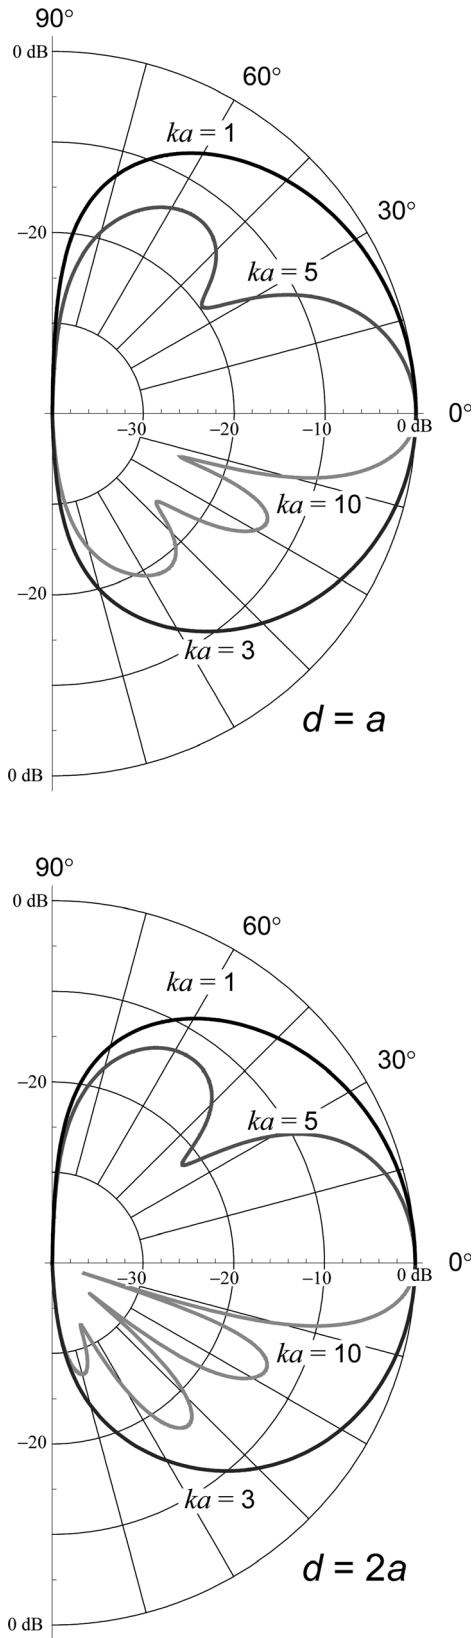 90°
0 dB
60°
ka = 1
30°
−20
ka = 5
0°
−30
−20
−10
0 dB
ka = 10
−20
ka = 3
d = a
0 dB
90°
0 dB
60°
ka = 1
30°
−20
ka = 5
0°
−30
−20
−10
0 dB
ka = 10
−20
ka = 3
d = 2a
0 dB